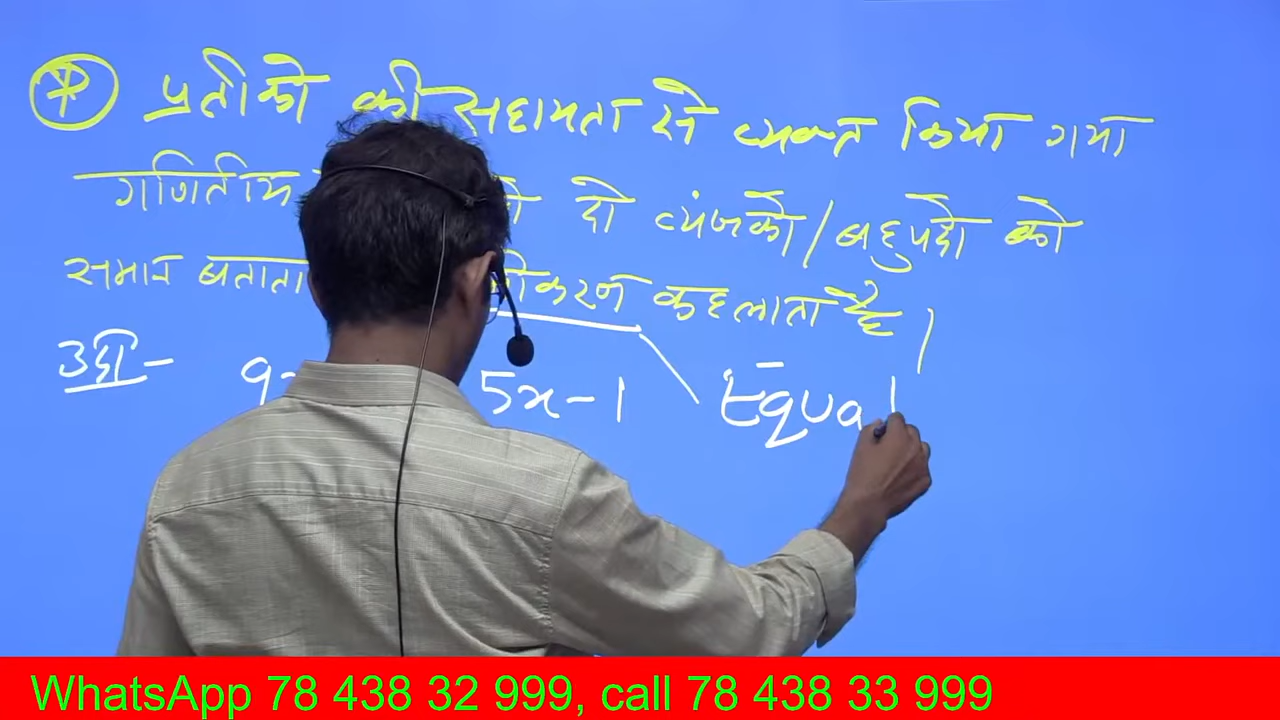 प्रतीको की सहायता से व्यक्त किया गया
गणितीय दो व्यंजको/बहुपदो को
समान बताता कहलाता है।
उदा- 9- 5x-1 Equal
WhatsApp 78 438 32 999, call 78 438 33 999